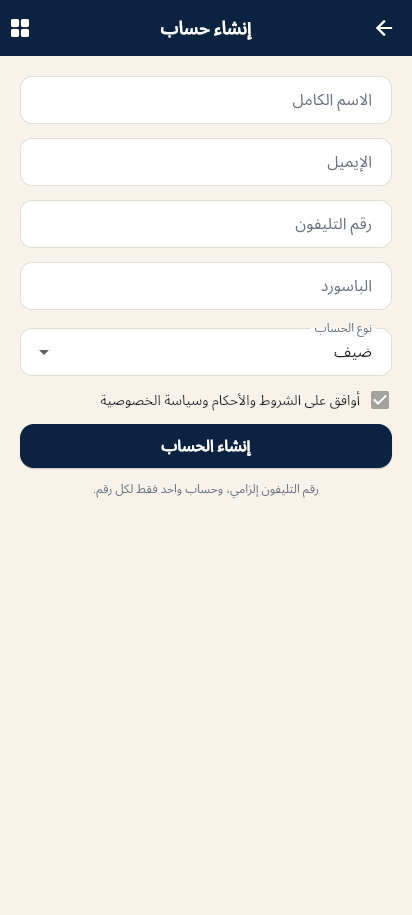 إنشاء حساب
الاسم الكامل
الإيميل
رقم التليفون
الباسورد
نوع الحساب
ضيف
أوافق على الشروط والأحكام وسياسة الخصوصية
إنشاء الحساب
رقم التليفون إلزامي، وحساب واحد فقط لكل رقم.